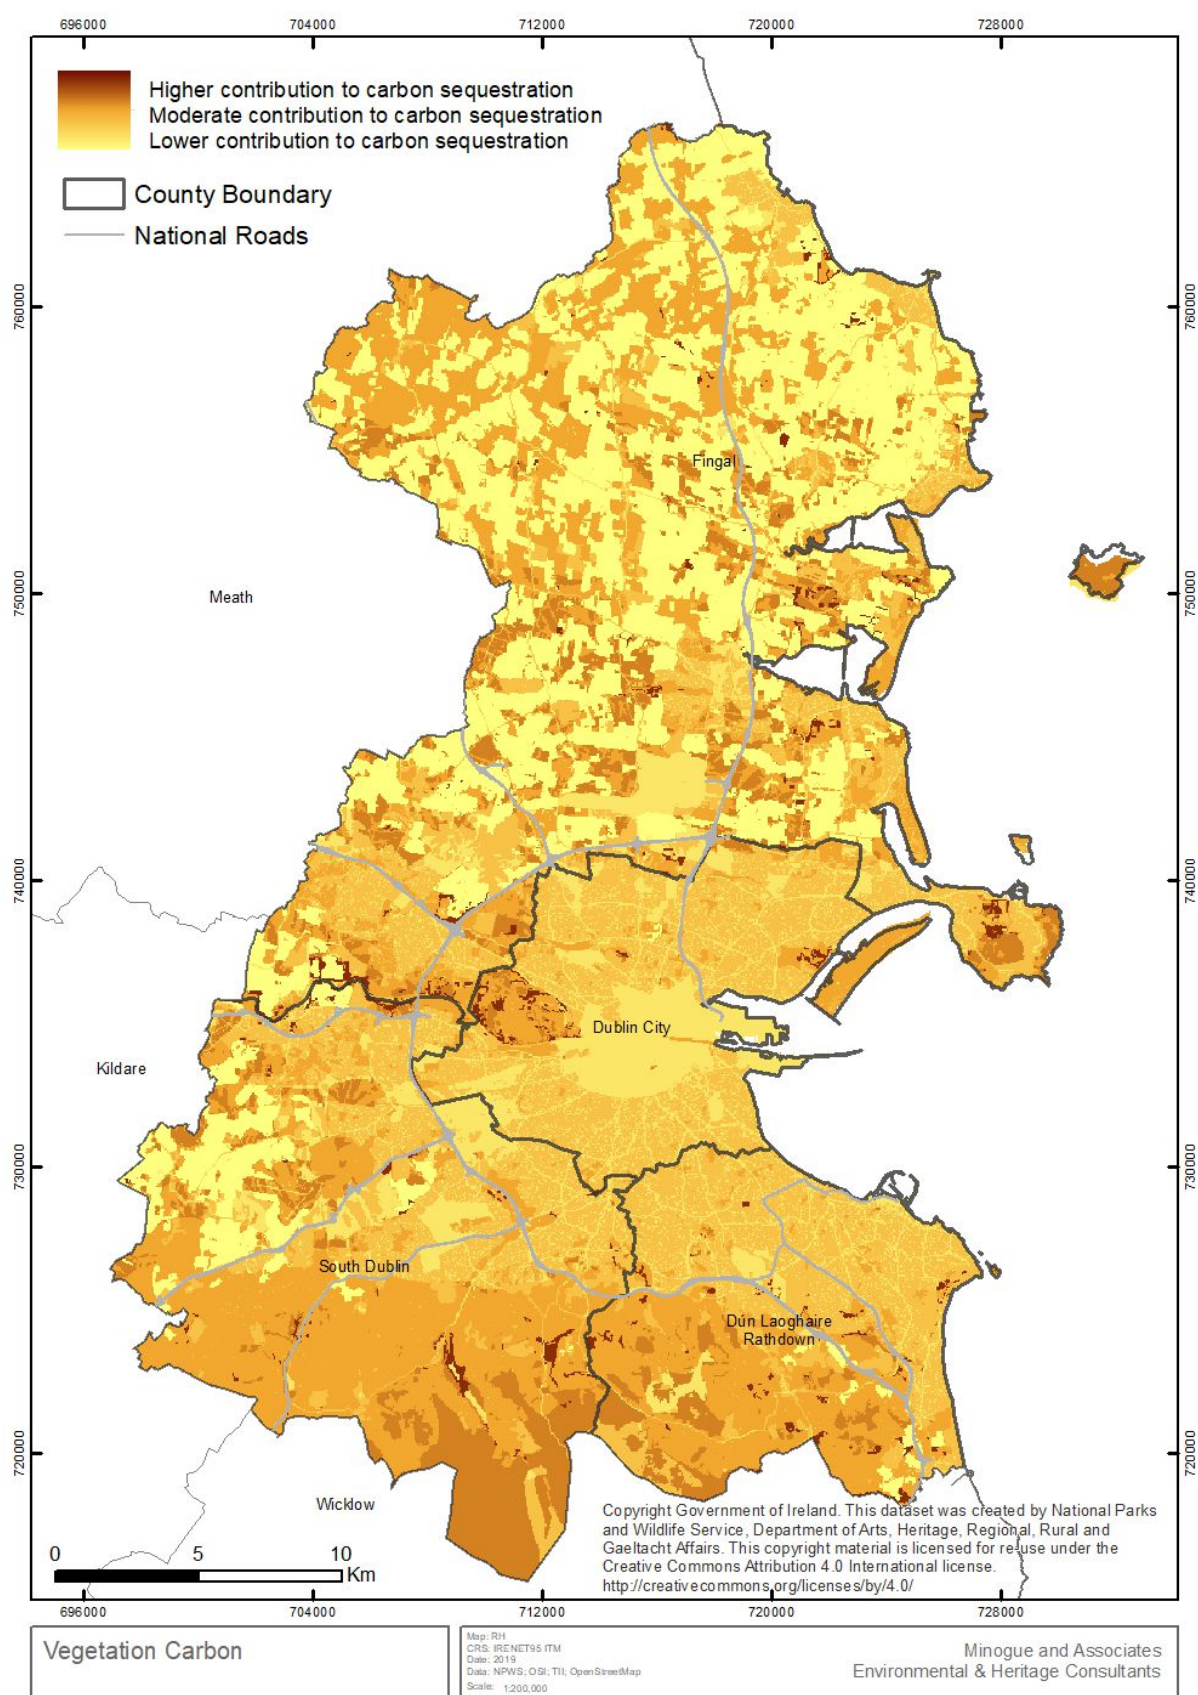 696000 704000 712000 720000 728000
Higher contribution to carbon sequestration
Moderate contribution to carbon sequestration
Lower contribution to carbon sequestration
County Boundary
National Roads
760000 760000
Fingal
750000 750000
Meath
740000 740000
Dublin City
Kildare
730000 730000
South Dublin
Dún Laoghaire
Rathdown
720000 720000
Wicklow
Copyright Government of Ireland. This dataset was created by National Parks
and Wildlife Service, Department of Arts, Heritage, Regional, Rural and
Gaeltacht Affairs. This copyright material is licensed for re-use under the
Creative Commons Attribution 4.0 International license.
http://creativecommons.org/licenses/by/4.0/
0 5 10
Km
696000 704000 712000 720000 728000
Vegetation Carbon
Map: RH
CRS: IRENET95 ITM
Date: 2019
Data: NPWS; OSI; TII; OpenStreetMap
Scale: 1:200,000
Minogue and Associates
Environmental & Heritage Consultants